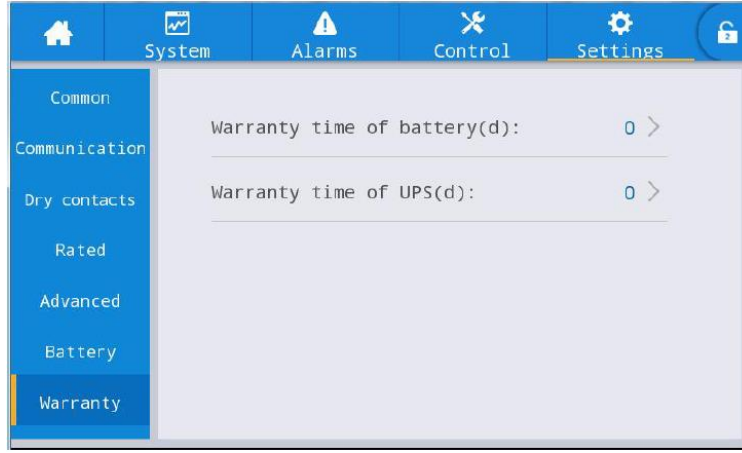 System Alarms Control Settings 2
Common
Communication
Dry contacts
Rated
Advanced
Battery
Warranty
Warranty time of battery(d): 0 >
Warranty time of UPS(d): 0 >